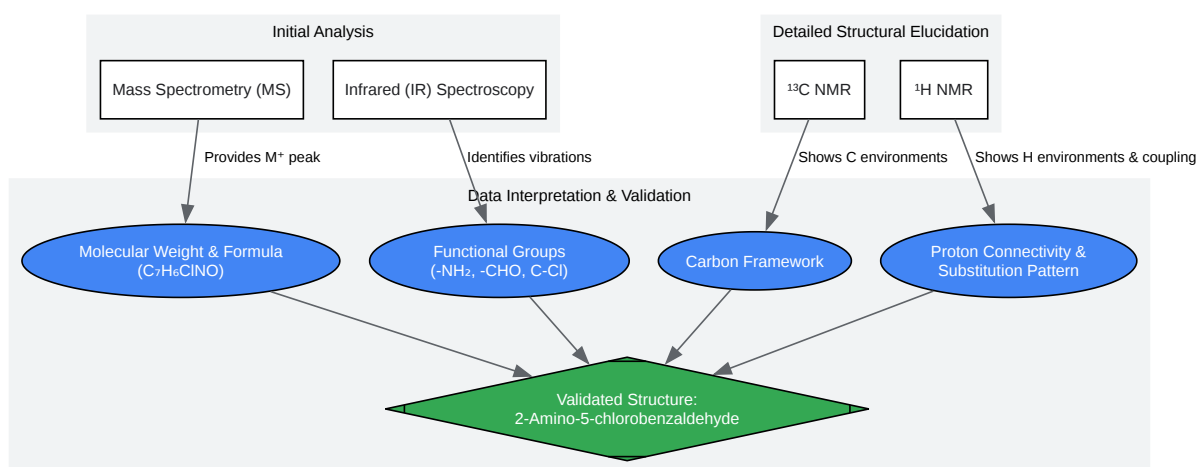 Initial Analysis
Detailed Structural Elucidation
Mass Spectrometry (MS)
Infrared (IR) Spectroscopy
¹³C NMR
¹H NMR
Provides M⁺ peak
Identifies vibrations
Shows C environments
Shows H environments & coupling
Data Interpretation & Validation
Molecular Weight & Formula
(C₇H₆ClNO)
Functional Groups
(-NH₂, -CHO, C-Cl)
Carbon Framework
Proton Connectivity &
Substitution Pattern
Validated Structure:
2-Amino-5-chlorobenzaldehyde